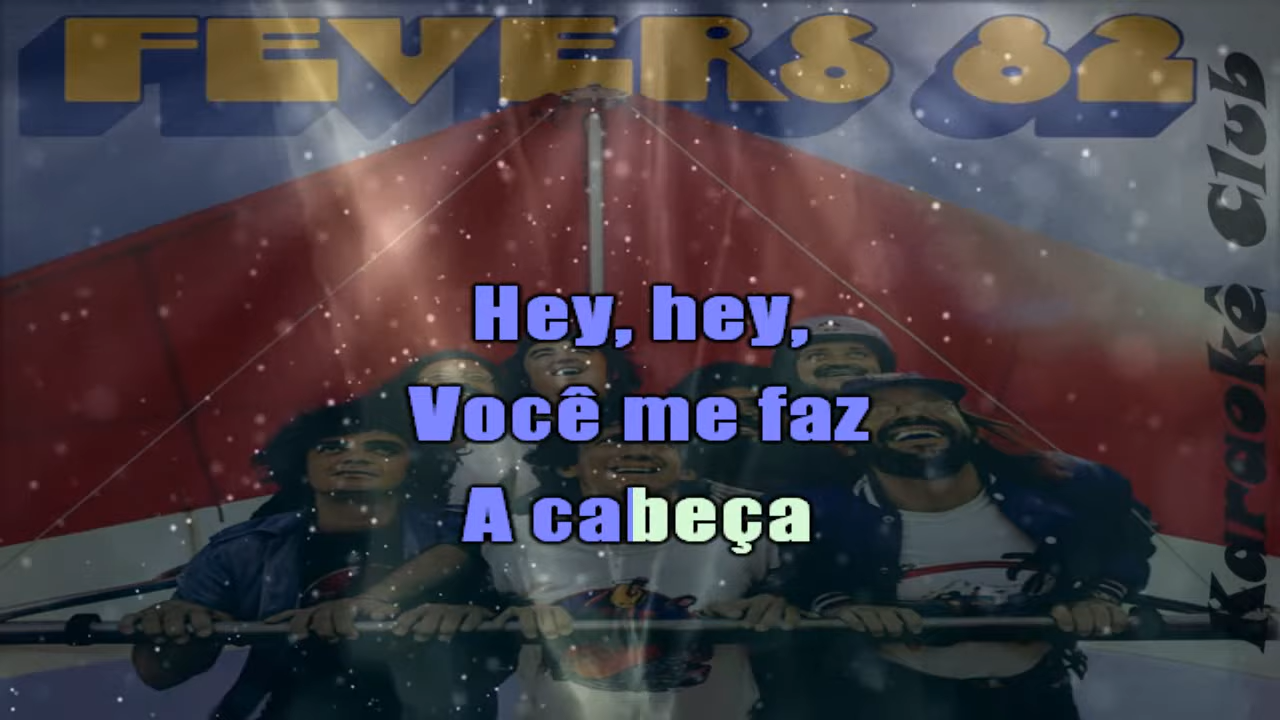 FEVERS 82
Hey, hey,
Você me faz
A cabeça
Karaokê Club